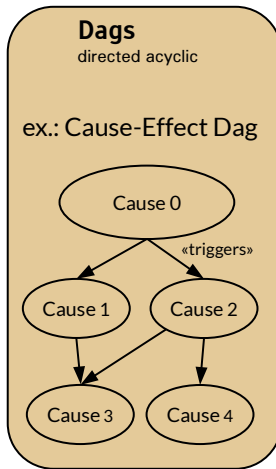 Dags
directed acyclic
ex.: Cause-Effect Dag
Cause 0
«triggers»
Cause 1
Cause 2
Cause 3
Cause 4